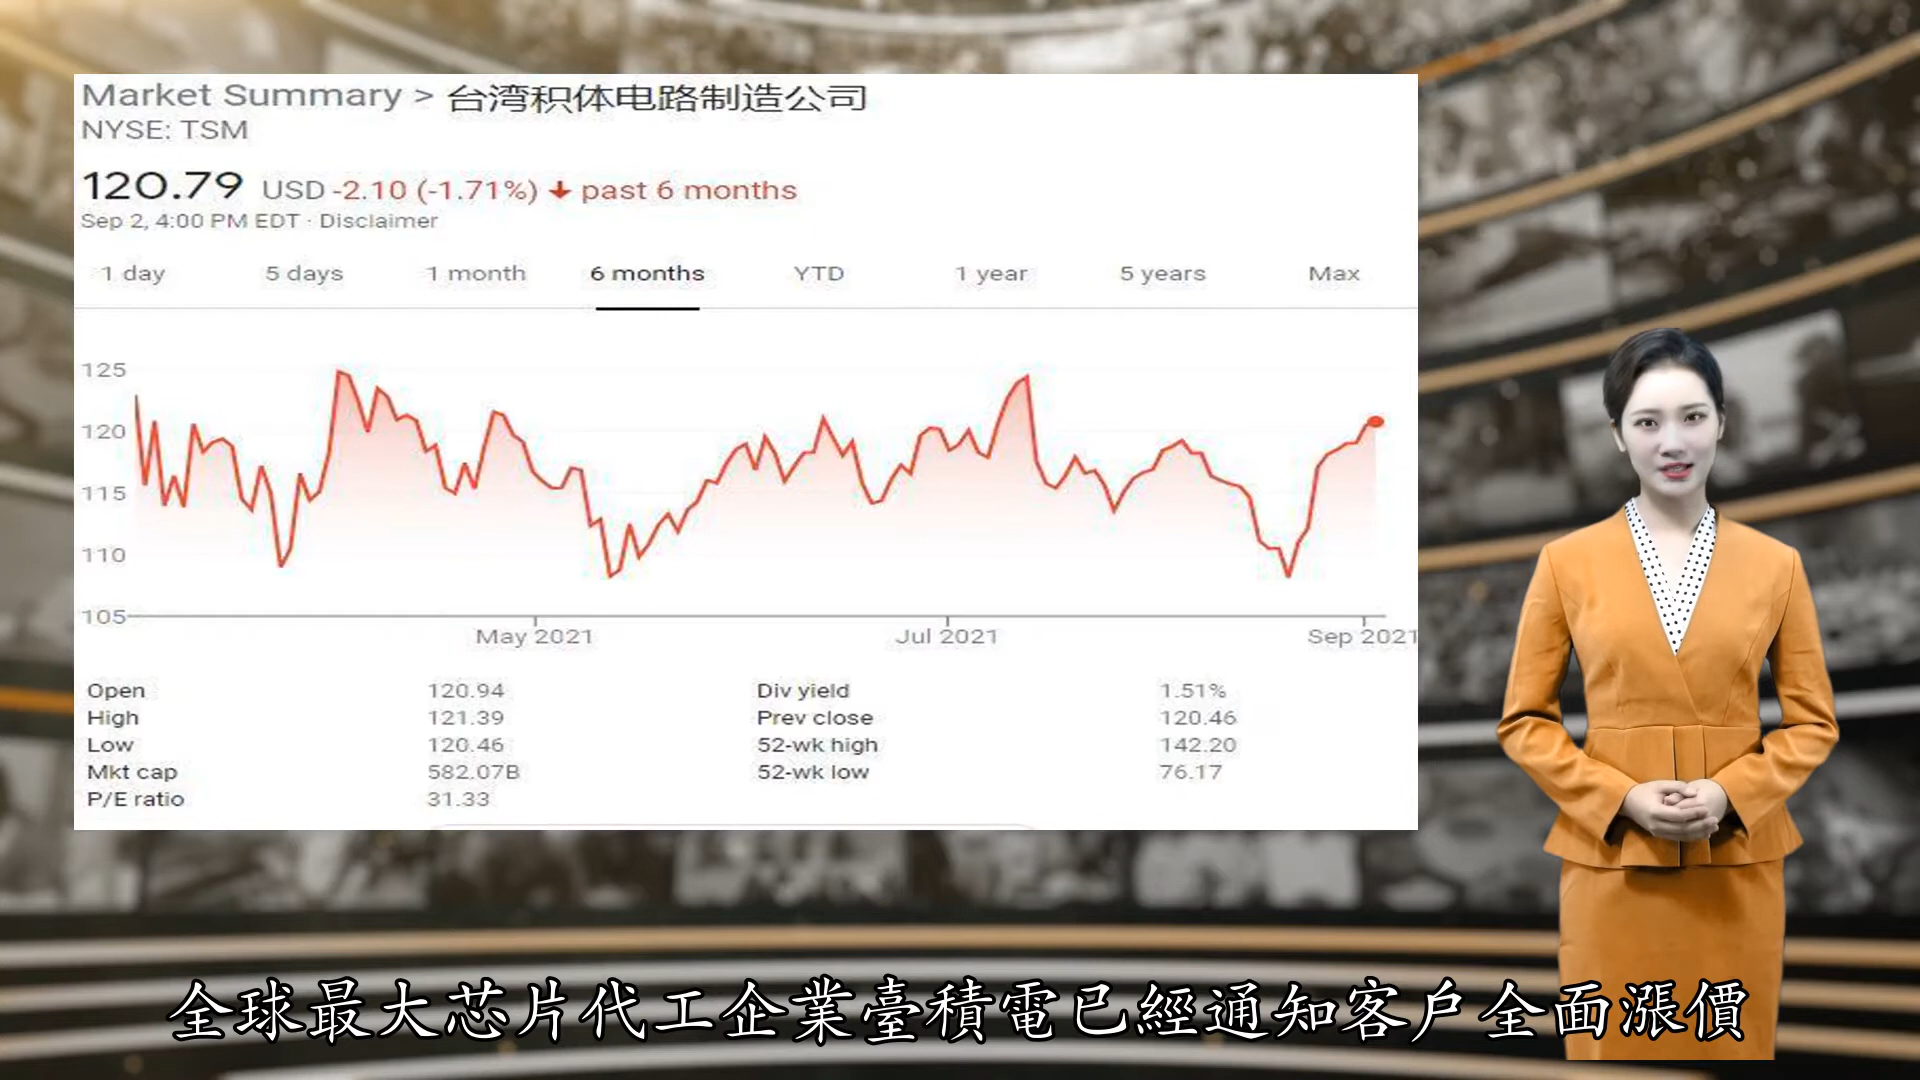 Market Summary > 台湾积体电路制造公司
NYSE: TSM
120.79 USD -2.10 (-1.71%) ↓ past 6 months
Sep 2, 4:00 PM EDT · Disclaimer
1 day 5 days 1 month 6 months YTD 1 year 5 years Max
125
120
115
110
105
May 2021 Jul 2021 Sep 2021
Open 120.94 Div yield 1.51%
High 121.39 Prev close 120.46
Low 120.46 52-wk high 142.20
Mkt cap 582.07B 52-wk low 76.17
P/E ratio 31.33
全球最大芯片代工企業臺積電已經通知客戶全面漲價